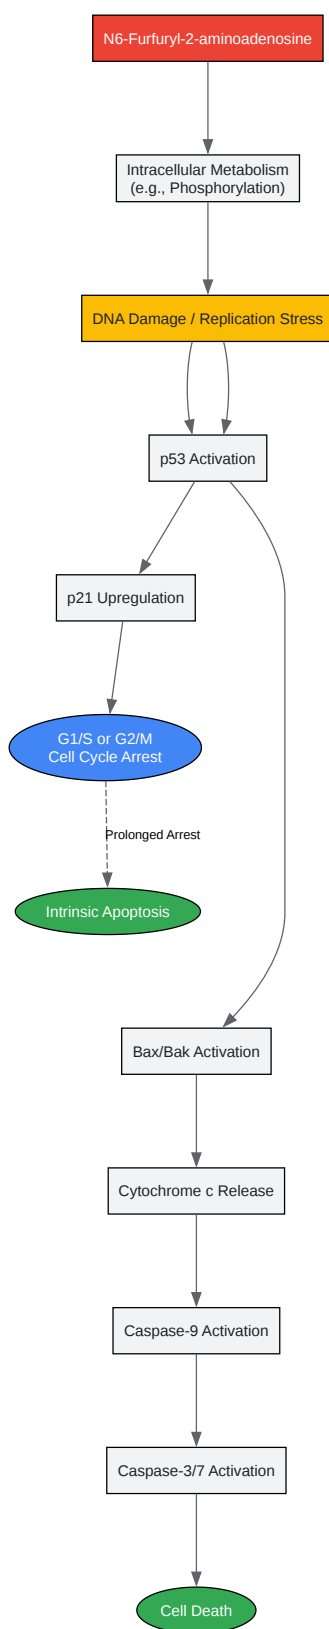 N6-Furfuryl-2-aminoadenosine
Intracellular Metabolism
(e.g., Phosphorylation)
DNA Damage / Replication Stress
p53 Activation
p21 Upregulation
G1/S or G2/M
Cell Cycle Arrest
Prolonged Arrest
Intrinsic Apoptosis
Bax/Bak Activation
Cytochrome c Release
Caspase-9 Activation
Caspase-3/7 Activation
Cell Death